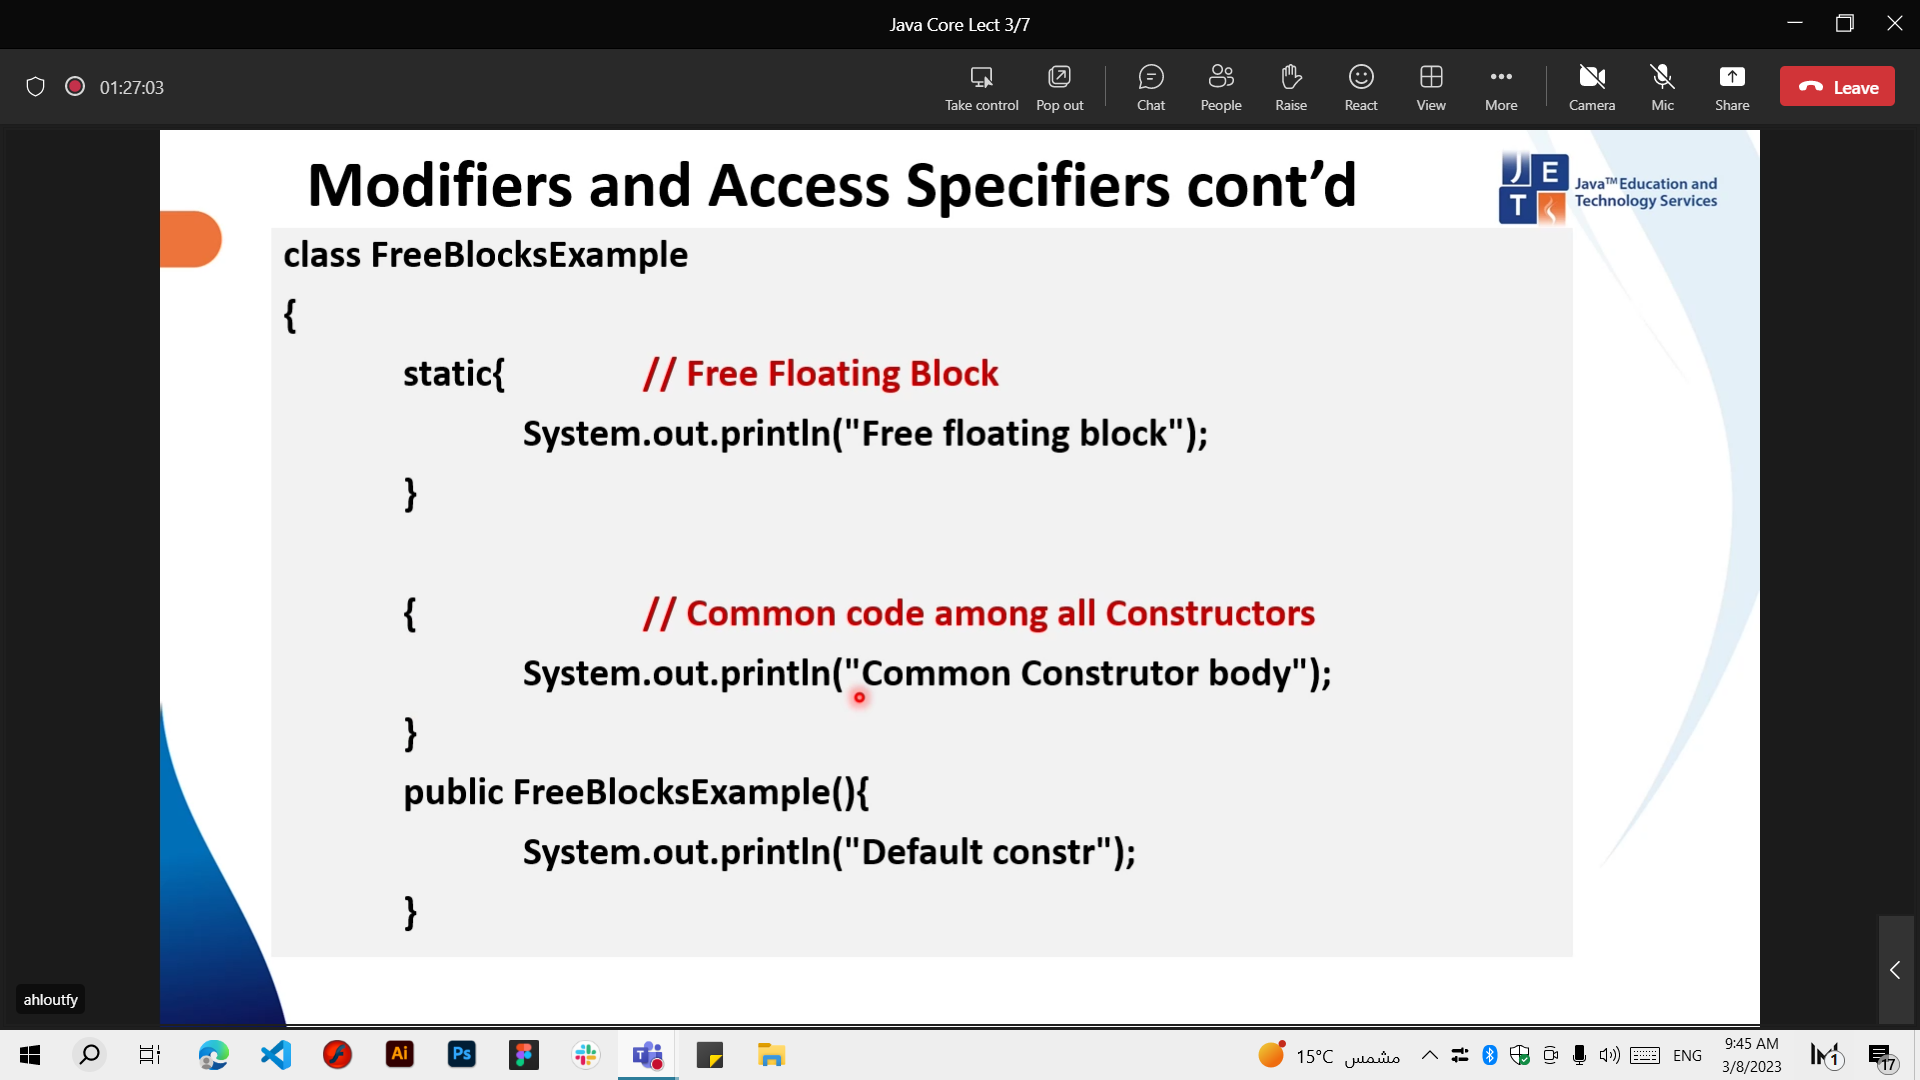 Java Core Lect 3/7
01:27:03
Take control
Pop out
Chat
People
Raise
React
View
More
Camera
Mic
Share
Leave
Modifiers and Access Specifiers cont’d
J E T
Java™Education and
Technology Services
class FreeBlocksExample
{
static{ // Free Floating Block
System.out.println("Free floating block");
}
{ // Common code among all Constructors
System.out.println("Common Construtor body");
}
public FreeBlocksExample(){
System.out.println("Default constr");
}
ahloutfy
Ai
Ps
15°C مشمس
ENG
9:45 AM
3/8/2023
1
17